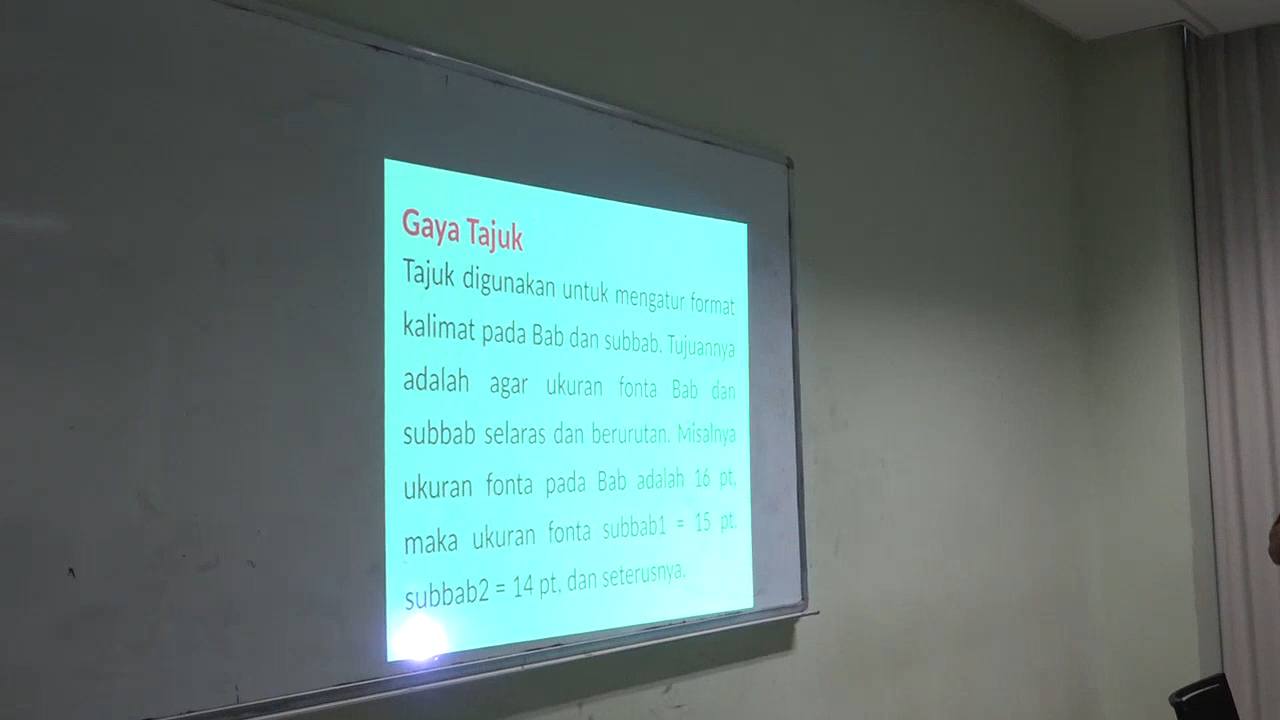 Gaya Tajuk
Tajuk digunakan untuk mengatur format
kalimat pada Bab dan subbab. Tujuannya
adalah agar ukuran fonta Bab dan
subbab selaras dan berurutan. Misalnya
ukuran fonta pada Bab adalah 16 pt,
maka ukuran fonta subbab1 = 15 pt,
subbab2 = 14 pt, dan seterusnya.